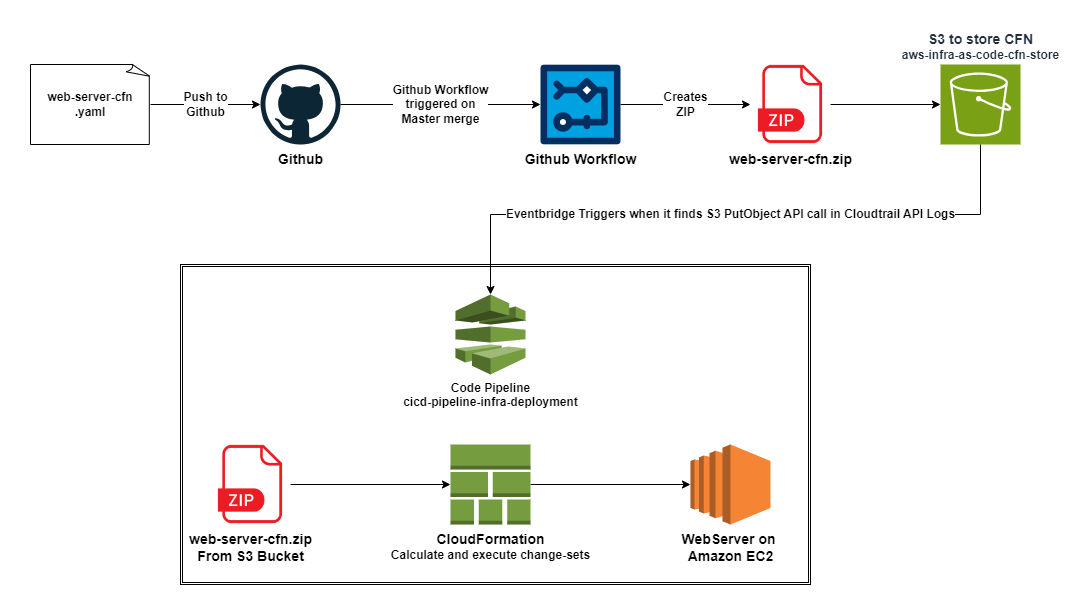 S3 to store CFN
aws-infra-as-code-cfn-store
web-server-cfn
.yaml
Push to
Github
Github Workflow
triggered on
Master merge
Creates
ZIP
ZIP
Github
Github Workflow
web-server-cfn.zip
Eventbridge Triggers when it finds S3 PutObject API call in Cloudtrail API Logs
Code Pipeline
cicd-pipeline-infra-deployment
ZIP
web-server-cfn.zip
From S3 Bucket
CloudFormation
Calculate and execute change-sets
WebServer on
Amazon EC2